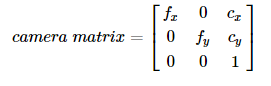 camera matrix = [ f_x 0 c_x
0 f_y c_y
0 0 1 ]